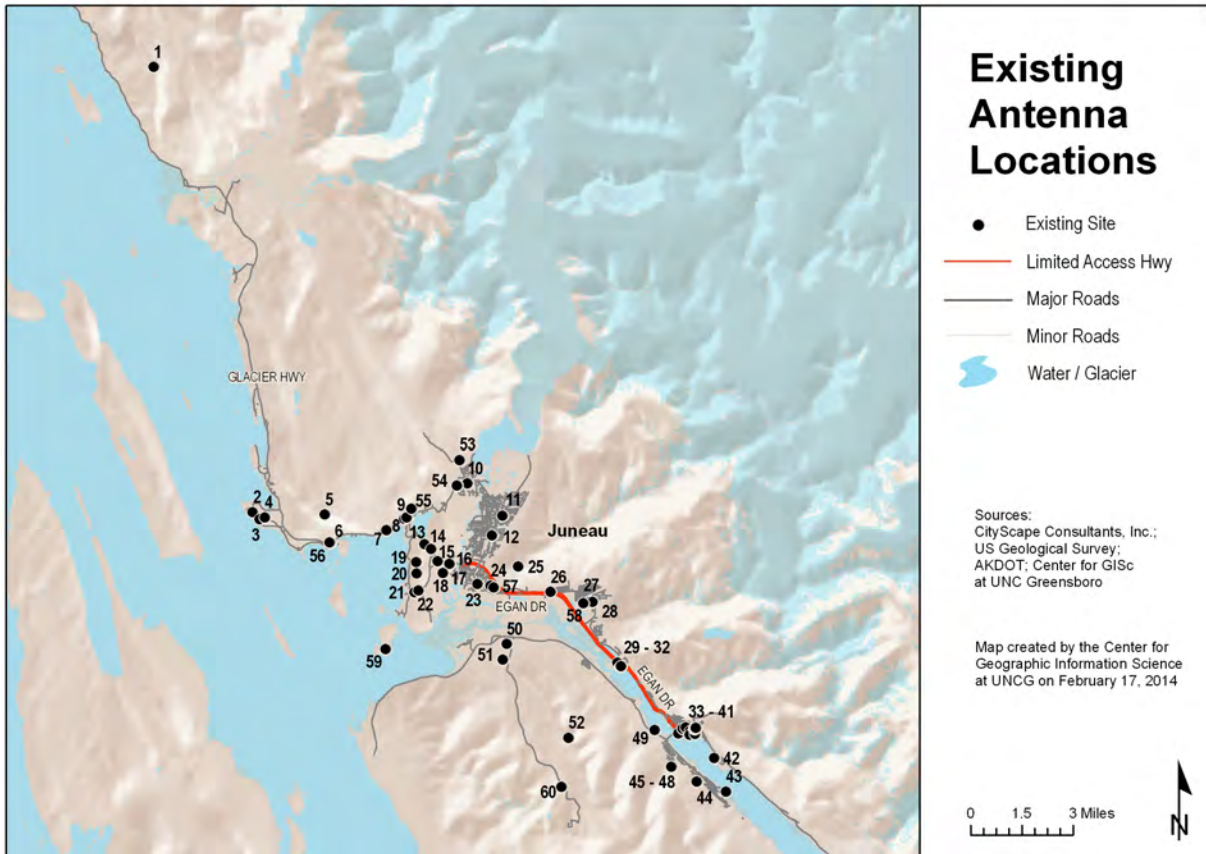 1
Existing
Antenna
Locations
Existing Site
Limited Access Hwy
Major Roads
Minor Roads
Water / Glacier
GLACIER HWY
53
10
54
2
4
3
5
6
56
7
8
9
55
11
12
Juneau
13
14
15
16
17
18
19
20
21
22
23
24
57
25
26
27
28
58
EGAN DR
29 - 32
EGAN DR
33 - 41
42
43
44
45 - 48
49
50
51
52
59
60
Sources:
CityScape Consultants, Inc.;
US Geological Survey;
AKDOT; Center for GISc
at UNC Greensboro
Map created by the Center for
Geographic Information Science
at UNCG on February 17, 2014
0 1.5 3 Miles
N